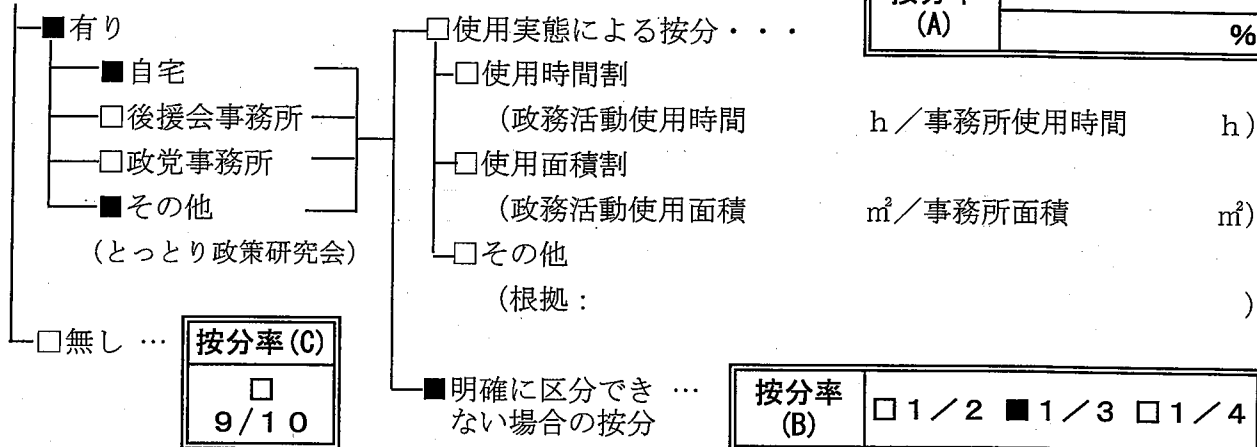 ■有り
■自宅
□後援会事務所
□政党事務所
■その他
(とっとり政策研究会)
□無し …
按分率(C)
□
9/10
□使用実態による按分・・・
(A)
%
□使用時間割
(政務活動使用時間 h/事務所使用時間 h)
□使用面積割
(政務活動使用面積 ㎡/事務所面積 ㎡)
□その他
(根拠: )
■明確に区分でき …
ない場合の按分
按分率
(B)
□1/2 ■1/3 □1/4